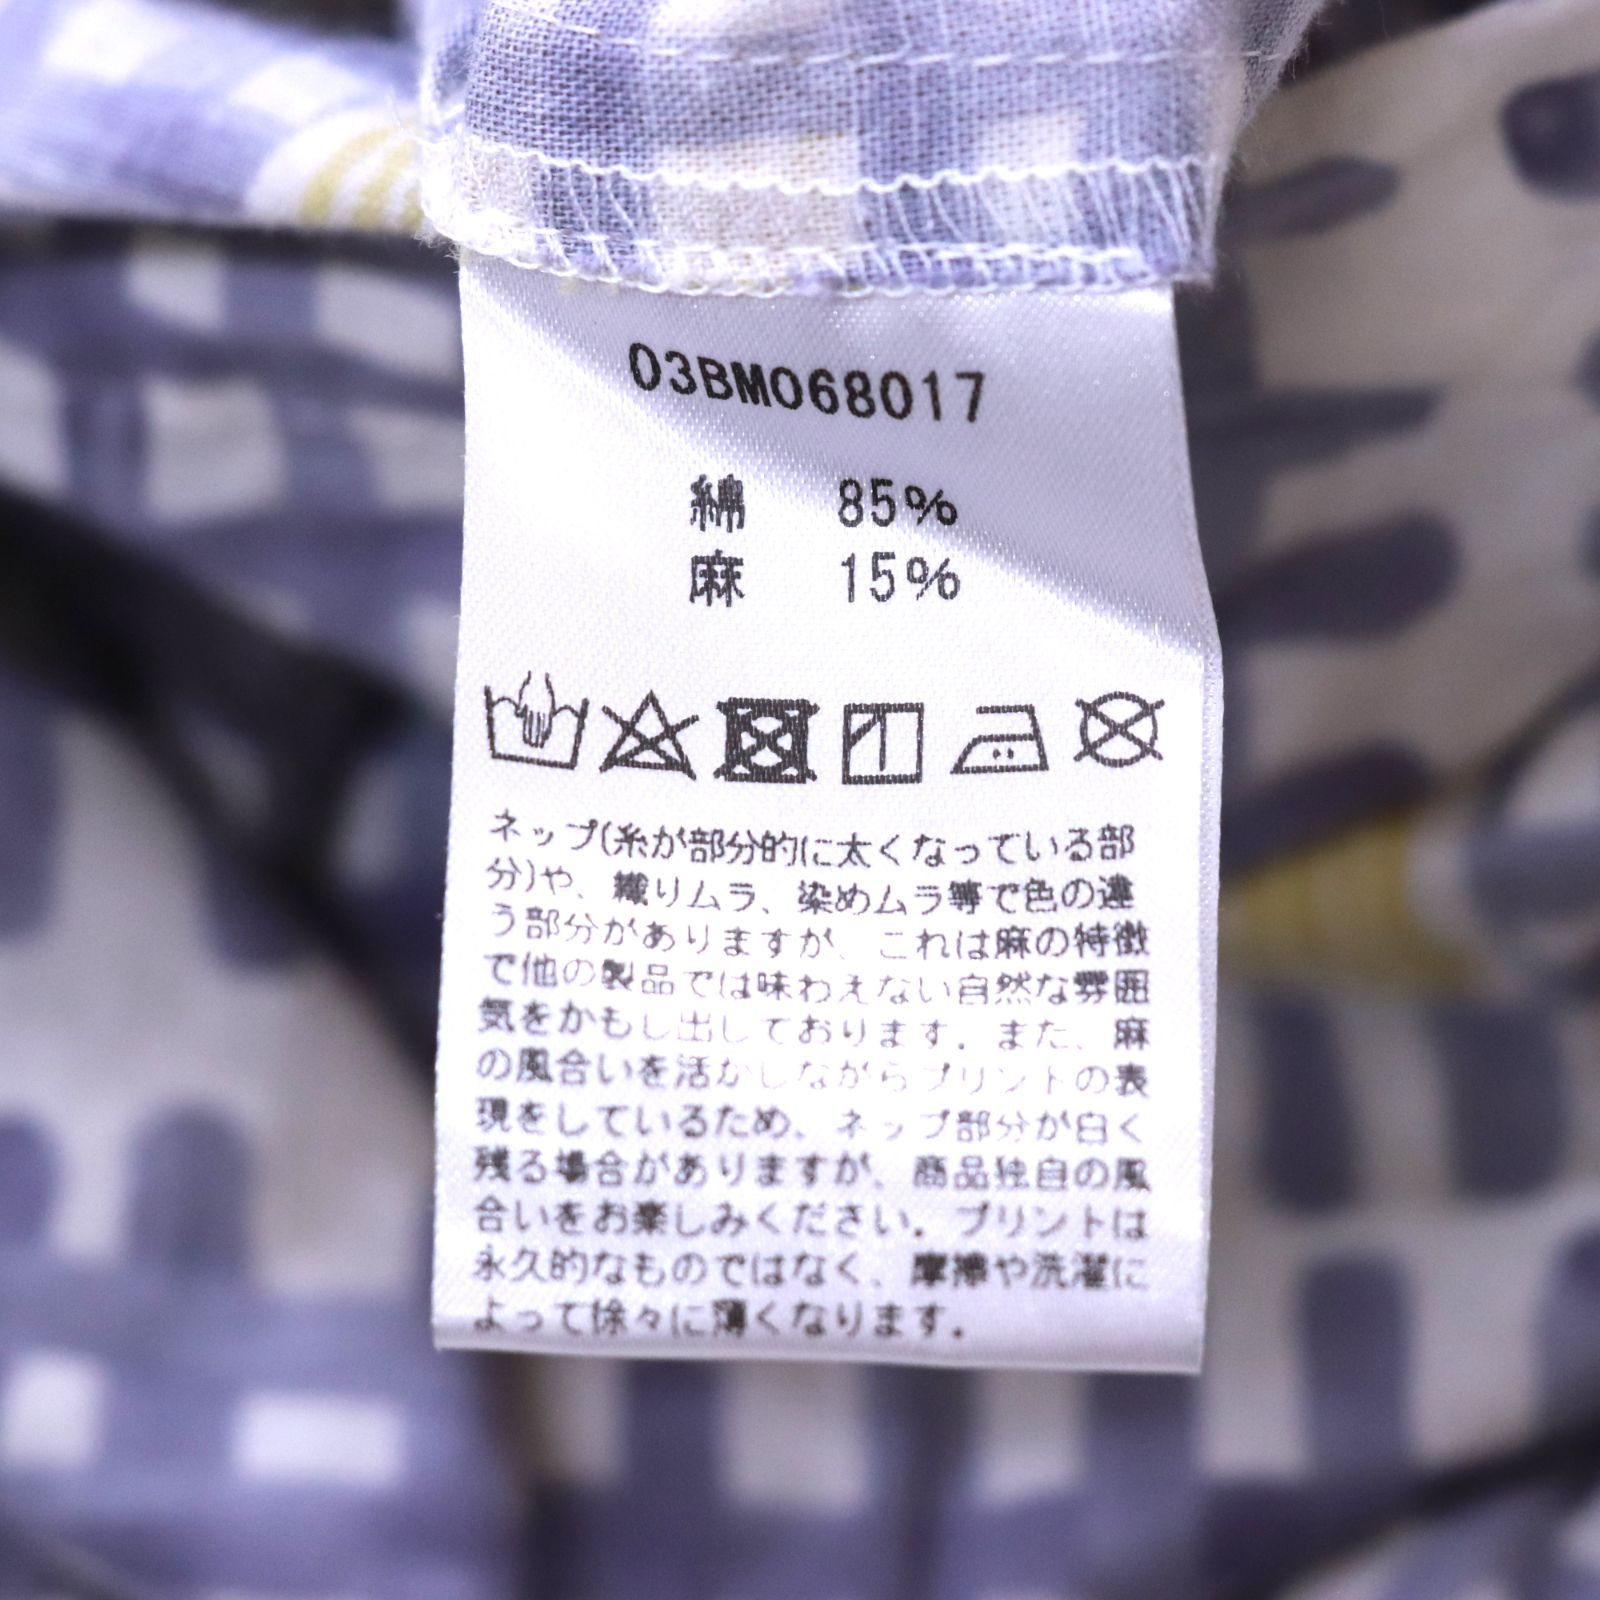 03BM068017
綿 85%
麻 15%
ネップ(糸が部分的に太くなっている部
分)や、織りムラ、染めムラ等で色の違
う部分がありますが、これは麻の特徴
で他の製品では味わえない自然な雰囲
気をかもし出しております。また、麻
の風合いを活かしながらプリントの表
現をしているため、ネップ部分が白く
残る場合がありますが、商品独自の風
合いをお楽しみください。プリントは
永久的なものではなく、摩擦や洗濯に
よって徐々に薄くなります。